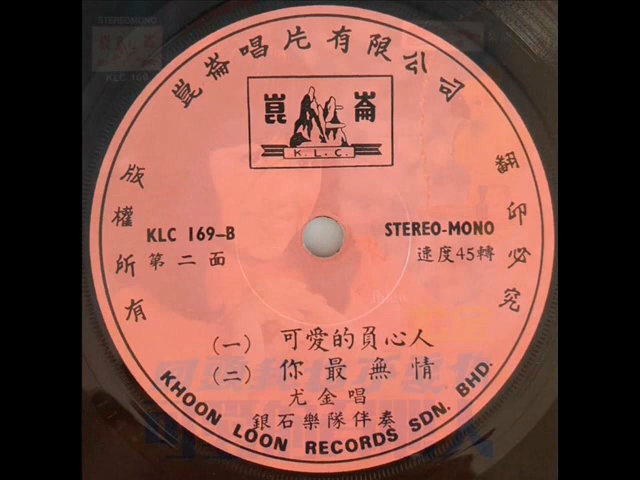 崑崙唱片有限公司
崑 崙
K. L. C.
版權所有
翻印必究
KLC 169-B
STEREO-MONO
第二面
速度45轉
(一) 可愛的負心人
(二) 你最無情
尤金唱
銀石樂隊伴奏
KHOON LOON RECORDS SDN. BHD.
STEREOMONO